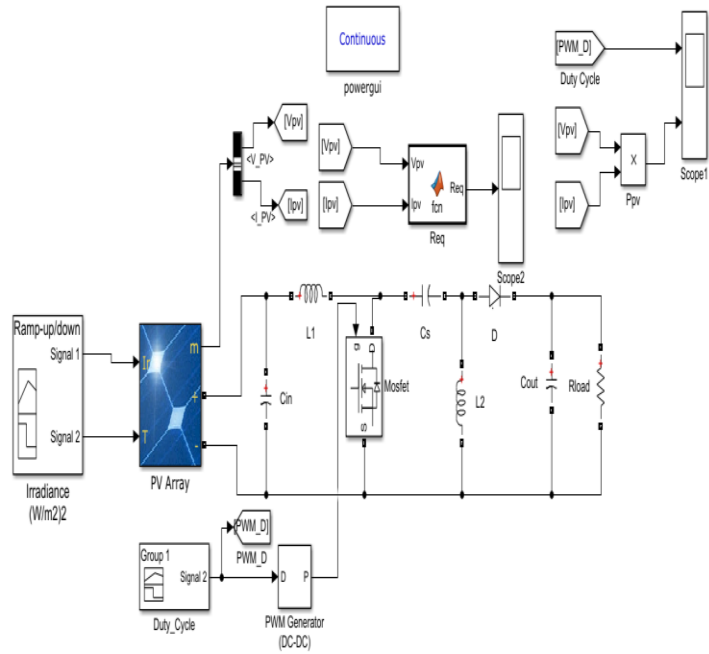 Continuous
powergui
[PWM_D]
Duty Cycle
[Vpv]
<V_PV>
[Ipv]
<I_PV>
[Vpv]
[Ipv]
Vpv
Ipv
fcn
Req
Req
Scope2
[Vpv]
[Ipv]
X
Ppv
Scope1
Ramp-up/down
Signal 1
Signal 2
Irradiance
(W/m2)2
Ir
T
m
+
-
PV Array
Cin
L1
g
D
S
Mosfet
Cs
L2
D
Cout
Rload
Group 1
Signal 2
Duty_Cycle
[PWM_D]
PWM_D
D
P
PWM Generator
(DC-DC)